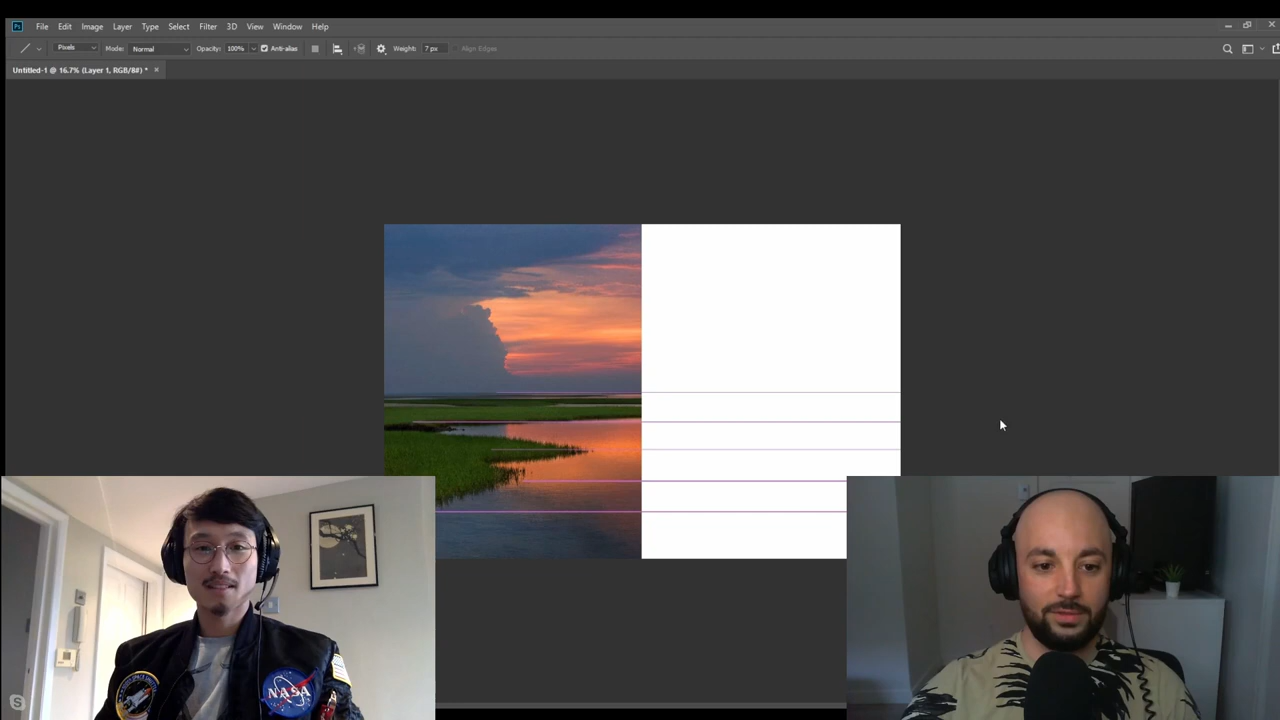 Ps File Edit Image Layer Type Select Filter 3D View Window Help
Pixels Mode: Normal Opacity: 100% Anti-alias Weight: 7 px Align Edges
Untitled-1 @ 16.7% (Layer 1, RGB/8#) * ×
NASA